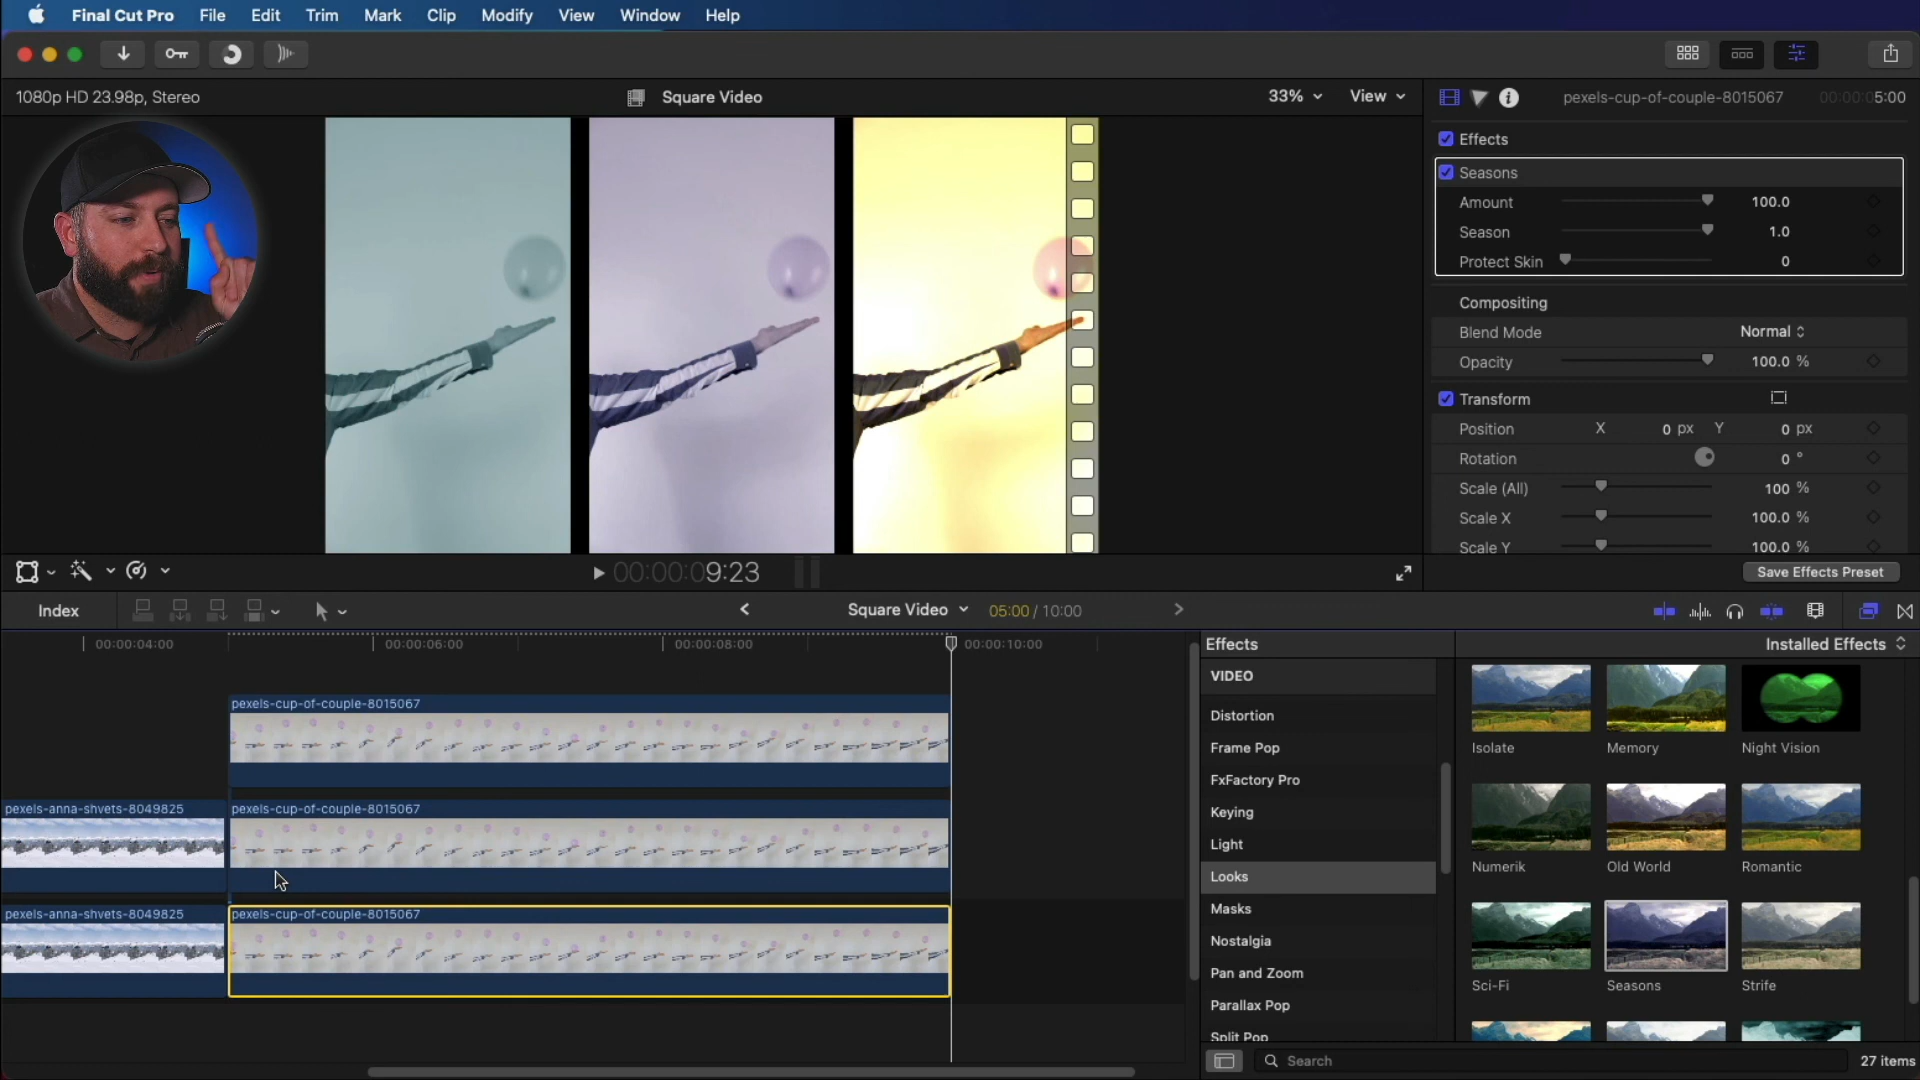 Final Cut Pro File Edit Trim Mark Clip Modify View Window Help
1080p HD 23.98p, Stereo
Square Video
33% View
pexels-cup-of-couple-8015067 00:00:05:00
Effects
Seasons
Amount 100.0
Season 1.0
Protect Skin 0
Compositing
Blend Mode Normal
Opacity 100.0 %
Transform
Position X 0 px Y 0 px
Rotation 0 °
Scale (All) 100 %
Scale X 100.0 %
Scale Y 100.0 %
00:00:09:23
Save Effects Preset
Index
Square Video 05:00 / 10:00
00:00:04:00 00:00:06:00 00:00:08:00 00:00:10:00
pexels-cup-of-couple-8015067
pexels-anna-shvets-8049825 pexels-cup-of-couple-8015067
pexels-anna-shvets-8049825 pexels-cup-of-couple-8015067
Effects
Installed Effects
VIDEO
Distortion
Frame Pop
FxFactory Pro
Keying
Light
Looks
Masks
Nostalgia
Pan and Zoom
Parallax Pop
Split Pop
Isolate Memory Night Vision
Numerik Old World Romantic
Sci-Fi Seasons Strife
Search
27 items